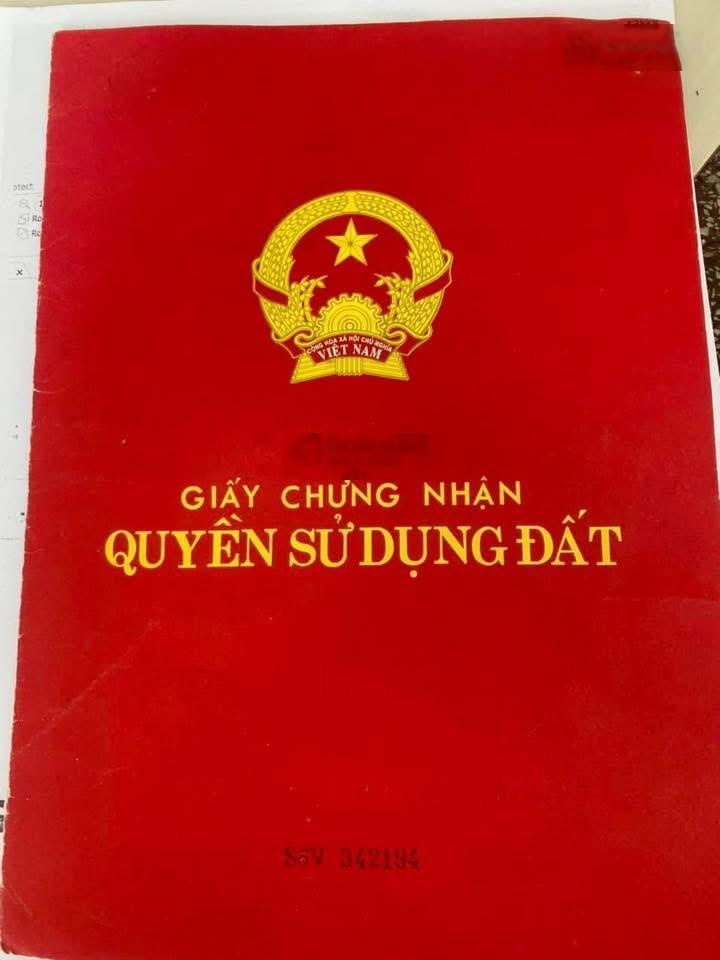 CỘNG HÒA XÃ HỘI CHỦ NGHĨA
VIỆT NAM
GIẤY CHỨNG NHẬN
QUYỀN SỬ DỤNG ĐẤT
342194